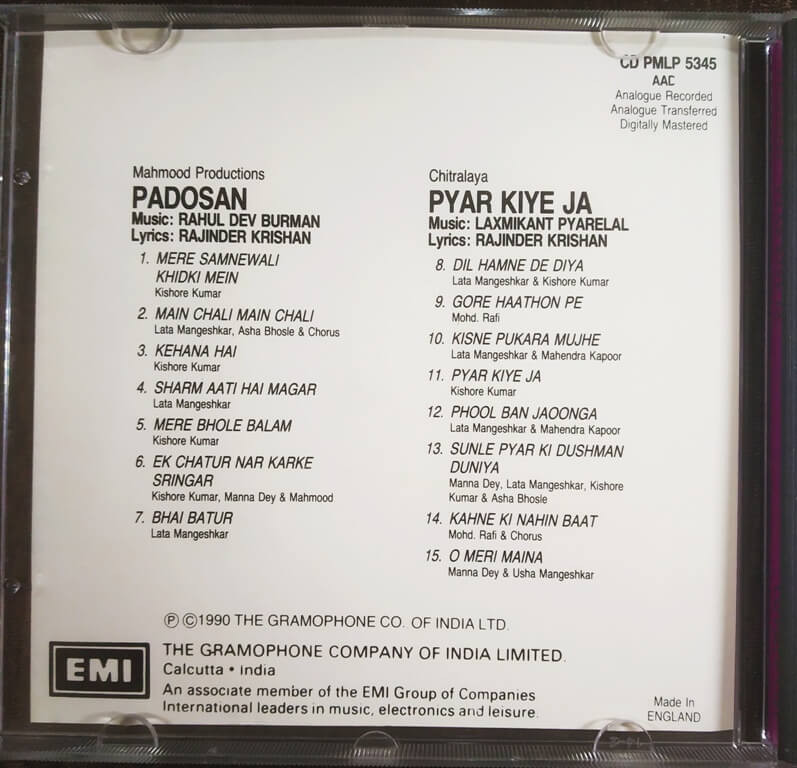 CD PMLP 5345
AAD
Analogue Recorded
Analogue Transferred
Digitally Mastered
Mahmood Productions
PADOSAN
Music: RAHUL DEV BURMAN
Lyrics: RAJINDER KRISHAN
1. MERE SAMNEWALI
KHIDKI MEIN
Kishore Kumar
2. MAIN CHALI MAIN CHALI
Lata Mangeshkar, Asha Bhosle & Chorus
3. KEHANA HAI
Kishore Kumar
4. SHARM AATI HAI MAGAR
Lata Mangeshkar
5. MERE BHOLE BALAM
Kishore Kumar
6. EK CHATUR NAR KARKE
SRINGAR
Kishore Kumar, Manna Dey & Mahmood
7. BHAI BATUR
Lata Mangeshkar
Chitralaya
PYAR KIYE JA
Music: LAXMIKANT PYARELAL
Lyrics: RAJINDER KRISHAN
8. DIL HAMNE DE DIYA
Lata Mangeshkar & Kishore Kumar
9. GORE HAATHON PE
Mohd. Rafi
10. KISNE PUKARA MUJHE
Lata Mangeshkar & Mahendra Kapoor
11. PYAR KIYE JA
Kishore Kumar
12. PHOOL BAN JAOONGA
Lata Mangeshkar & Mahendra Kapoor
13. SUNLE PYAR KI DUSHMAN
DUNIYA
Manna Dey, Lata Mangeshkar, Kishore
Kumar & Asha Bhosle
14. KAHNE KI NAHIN BAAT
Mohd. Rafi & Chorus
15. O MERI MAINA
Manna Dey & Usha Mangeshkar
℗ ©1990 THE GRAMOPHONE CO. OF INDIA LTD.
EMI
THE GRAMOPHONE COMPANY OF INDIA LIMITED.
Calcutta • India
An associate member of the EMI Group of Companies
International leaders in music, electronics and leisure.
Made In
ENGLAND